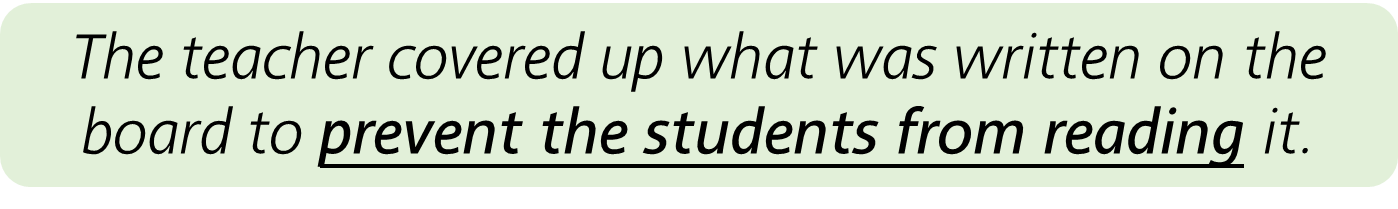 The teacher covered up what was written on the
board to prevent the students from reading it.